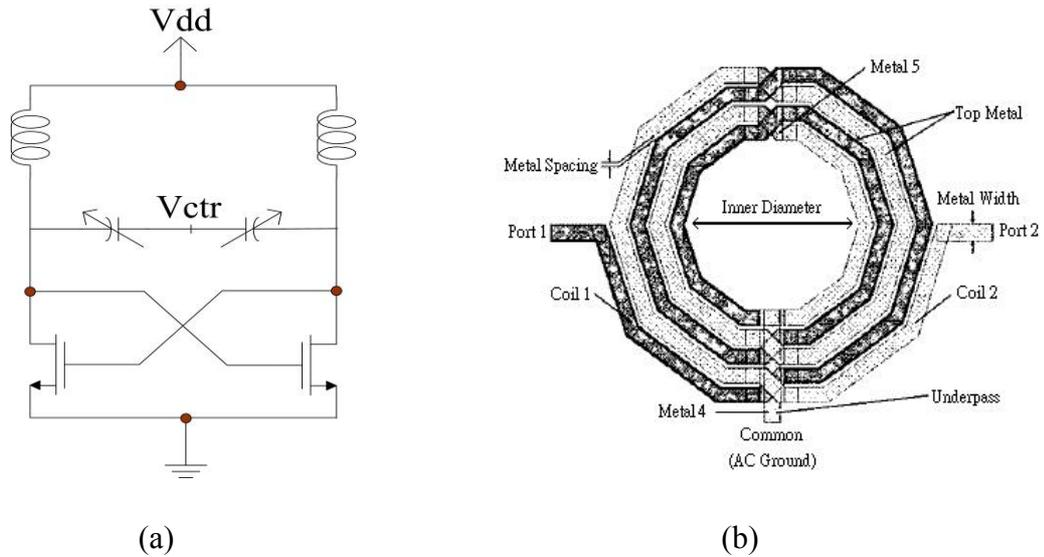 Vdd
Vctr
(a)
Metal 5
Top Metal
Metal Spacing
Metal Width
Inner Diameter
Port 1
Port 2
Coil 1
Coil 2
Metal 4
Underpass
Common
(AC Ground)
(b)